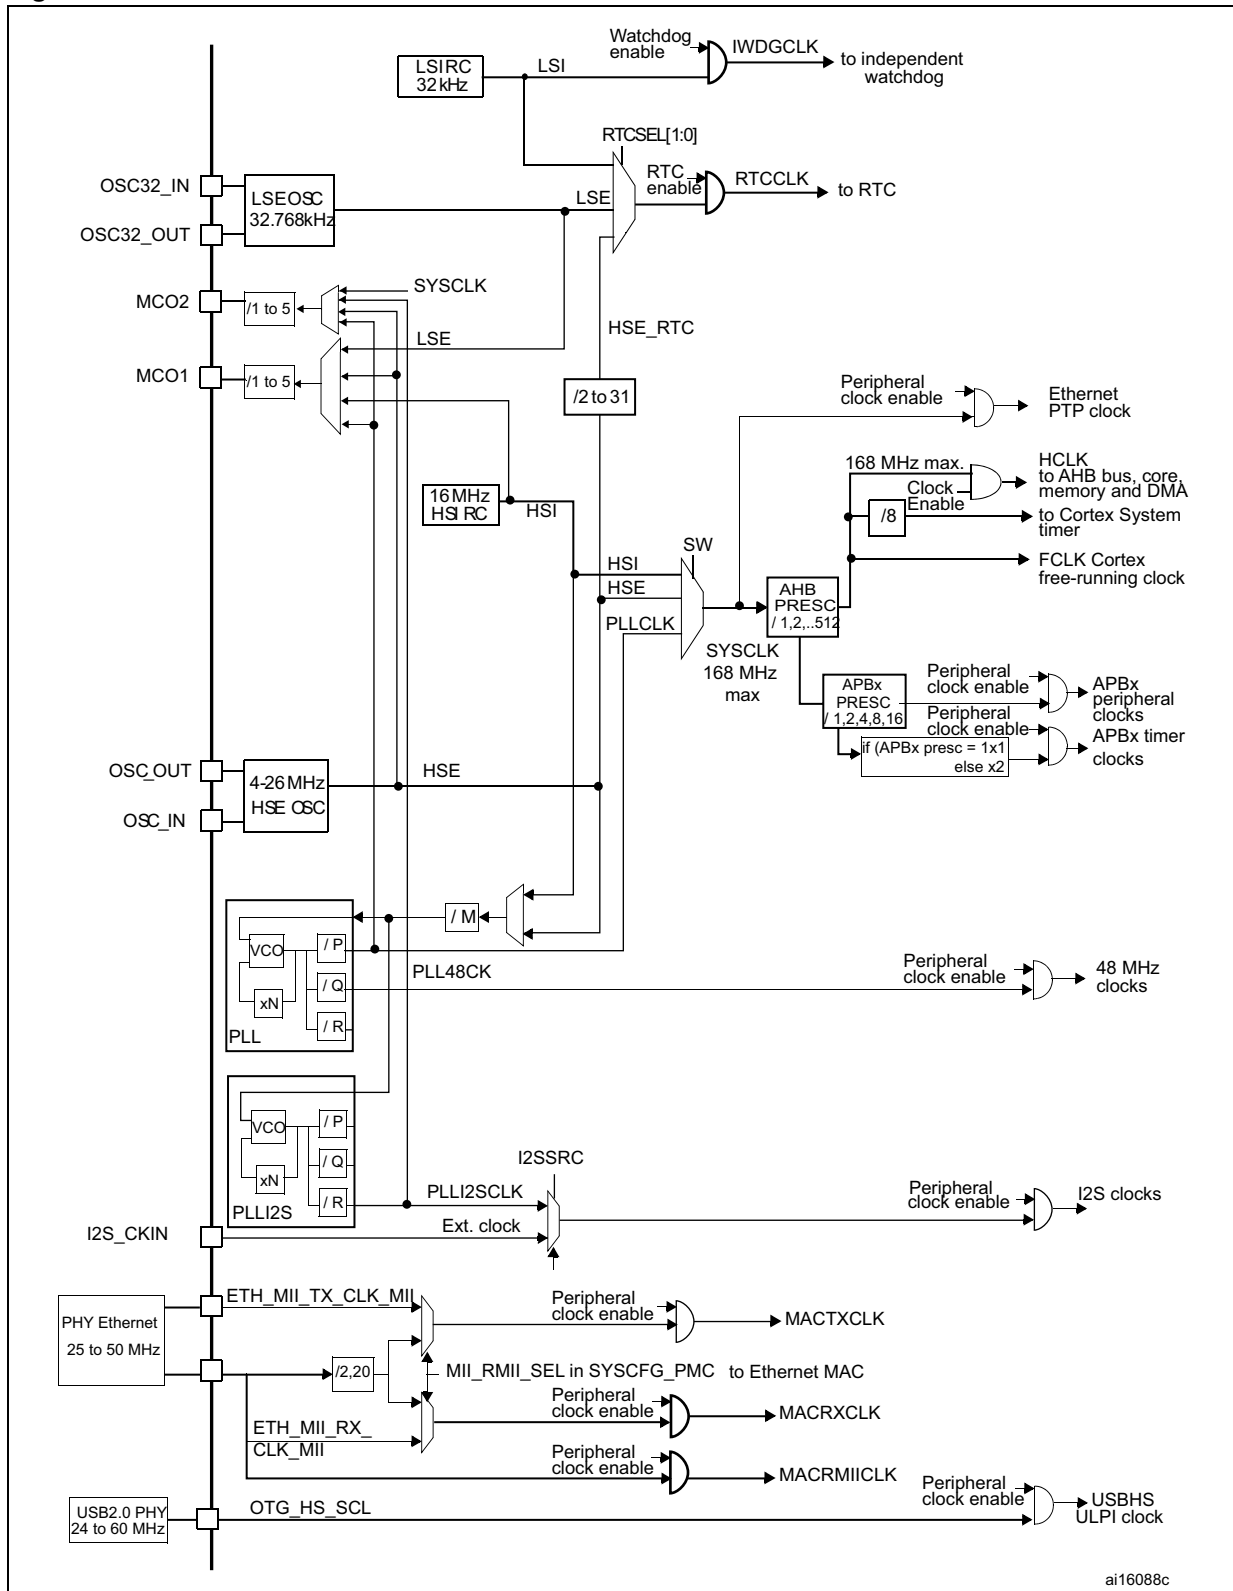 Watchdog
enable
IWDGCLK
to independent
watchdog
LSI RC
32 kHz
LSI
RTCSEL[1:0]
RTC
enable
RTCCLK
to RTC
OSC32_IN
LSE OSC
32.768kHz
LSE
OSC32_OUT
MCO2
/1 to 5
SYSCLK
LSE
HSE_RTC
MCO1
/1 to 5
/2 to 31
Peripheral
clock enable
Ethernet
PTP clock
168 MHz max.
HCLK
to AHB bus, core,
memory and DMA
Clock
Enable
/8
to Cortex System
timer
FCLK Cortex
free-running clock
16 MHz
HSI RC
HSI
SW
HSI
HSE
PLLCLK
AHB
PRESC
/ 1,2,..512
SYSCLK
168 MHz
max
APBx
PRESC
/ 1,2,4,8,16
Peripheral
clock enable
APBx
peripheral
clocks
Peripheral
clock enable
if (APBx presc = 1x1
else x2
APBx timer
clocks
OSC_OUT
4-26 MHz
HSE OSC
HSE
OSC_IN
/ M
VCO
/ P
xN
/ Q
/ R
PLL
PLL48CK
Peripheral
clock enable
48 MHz
clocks
VCO
/ P
xN
/ Q
/ R
PLLI2S
I2SSRC
PLLI2SCLK
Ext. clock
Peripheral
clock enable
I2S clocks
I2S_CKIN
PHY Ethernet
25 to 50 MHz
ETH_MII_TX_CLK_MII
Peripheral
clock enable
MACTXCLK
/2,20
MII_RMII_SEL in SYSCFG_PMC
to Ethernet MAC
ETH_MII_RX_
CLK_MII
Peripheral
clock enable
MACRXCLK
Peripheral
clock enable
MACRMIICLK
USB2.0 PHY
24 to 60 MHz
OTG_HS_SCL
Peripheral
clock enable
USBHS
ULPI clock
ai16088c